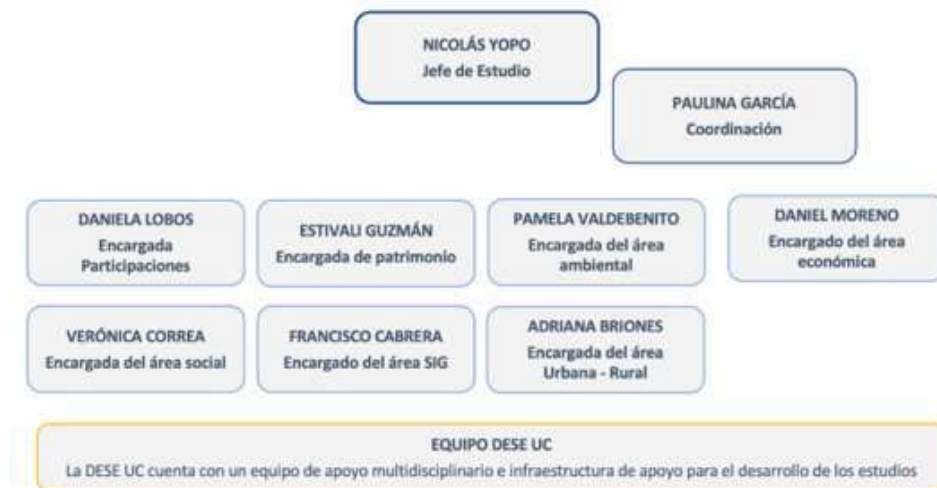 NICOLÁS YOPO
Jefe de Estudio
PAULINA GARCÍA
Coordinación
DANIELA LOBOS
Encargada
Participaciones
ESTIVALI GUZMÁN
Encargada de patrimonio
PAMELA VALDEBENITO
Encargada del área
ambiental
DANIEL MORENO
Encargado del área
económica
VERÓNICA CORREA
Encargada del área social
FRANCISCO CABRERA
Encargado del área SIG
ADRIANA BRIONES
Encargada del área
Urbana - Rural
EQUIPO DESE UC
La DESE UC cuenta con un equipo de apoyo multidisciplinario e infraestructura de apoyo para el desarrollo de los estudios